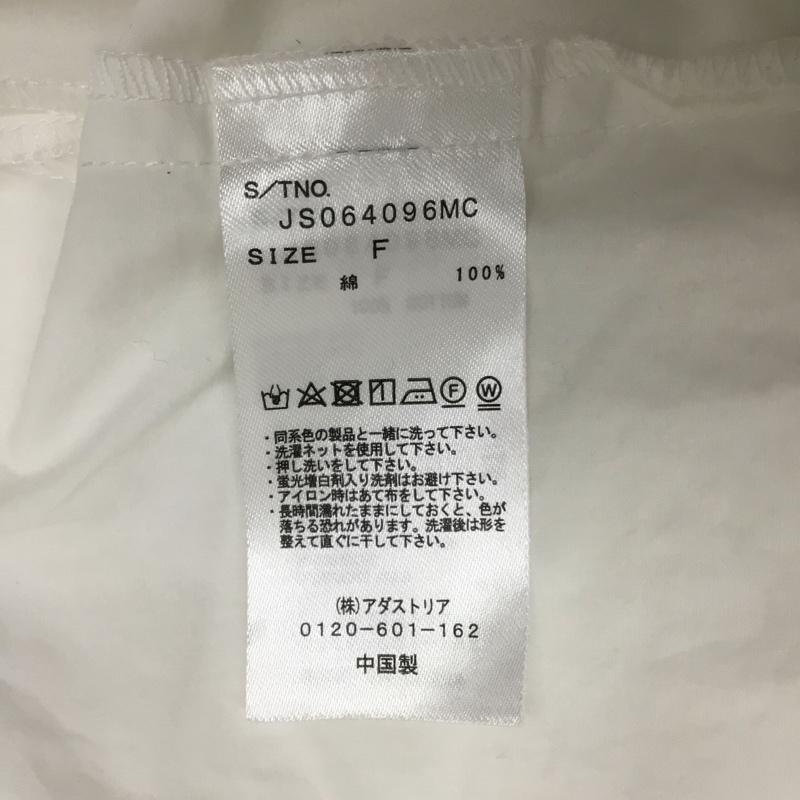 S/TNO.
JS064096MC
SIZE F
綿 100%
F W
・同系色の製品と一緒に洗って下さい。
・洗濯ネットを使用して下さい。
・押し洗いをして下さい。
・蛍光増白剤入り洗剤はお避け下さい。
・アイロン時はあて布をして下さい。
・長時間濡れたままにしておくと、色が
落ちる恐れがあります。洗濯後は形を
整えて直ぐに干して下さい。
(株)アダストリア
0120-601-162
中国製